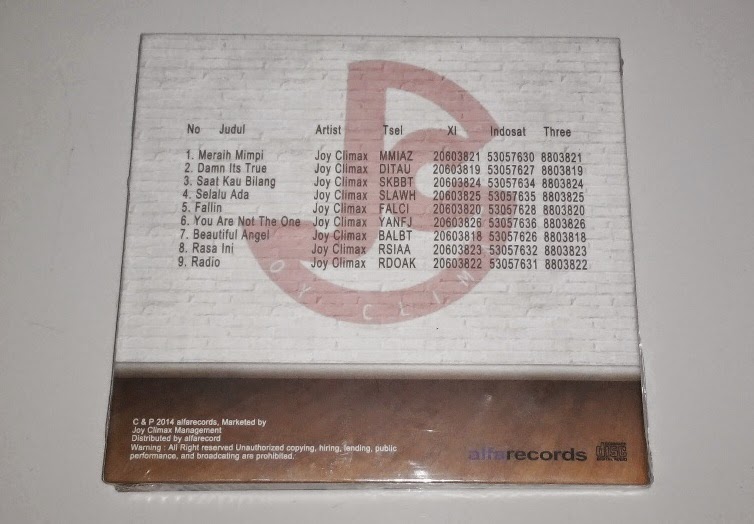 No Judul Artist Tsel Xl Indosat Three
1. Meraih Mimpi Joy Climax MMIAZ 20603821 53057630 8803821
2. Damn Its True Joy Climax DITAU 20603819 53057627 8803819
3. Saat Kau Bilang Joy Climax SKBBT 20603824 53057634 8803824
4. Selalu Ada Joy Climax SLAWH 20603825 53057635 8803825
5. Fallin Joy Climax FALCI 20603820 53057628 8803820
6. You Are Not The One Joy Climax YANFJ 20603826 53057636 8803826
7. Beautiful Angel Joy Climax BALBT 20603818 53057626 8803818
8. Rasa Ini Joy Climax RSIAA 20603823 53057632 8803823
9. Radio Joy Climax RDOAK 20603822 53057631 8803822
JOY CLIM
C & P 2014 alfarecords, Marketed by
Joy Climax Management
Distributed by alfarecord
Warning : All Right reserved Unauthorized copying, hiring, lending, public
performance, and broadcasting are prohibited.
alfarecords